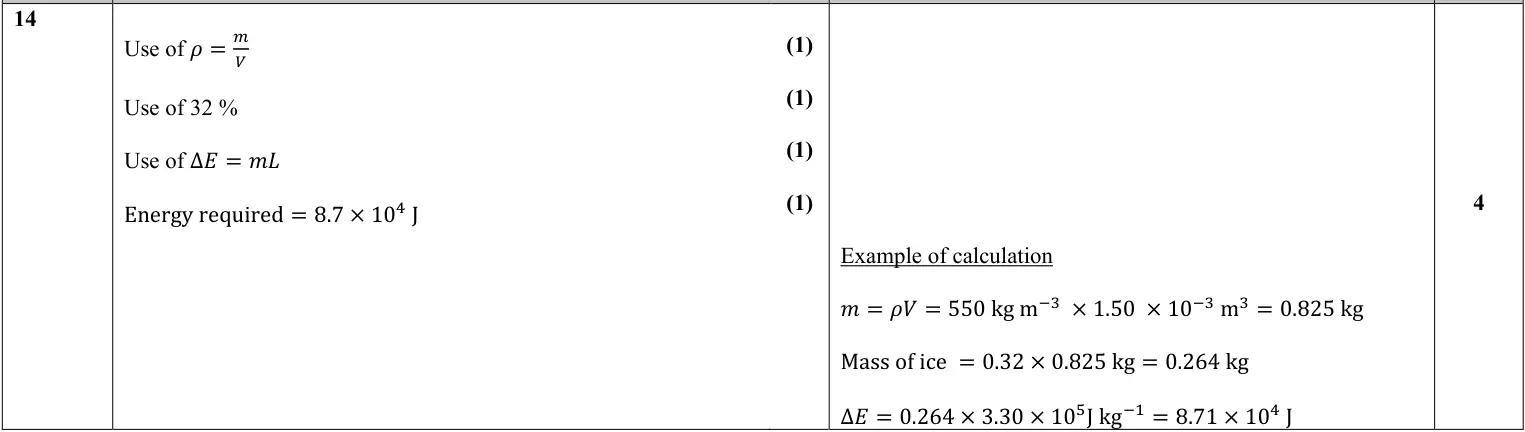 14
Use of ρ = m/V (1)
Use of 32 % (1)
Use of ΔE = mL (1)
Energy required = 8.7 × 10⁴ J (1)
4
Example of calculation
m = ρV = 550 kg m⁻³ × 1.50 × 10⁻³ m³ = 0.825 kg
Mass of ice = 0.32 × 0.825 kg = 0.264 kg
ΔE = 0.264 × 3.30 × 10⁵J kg⁻¹ = 8.71 × 10⁴ J